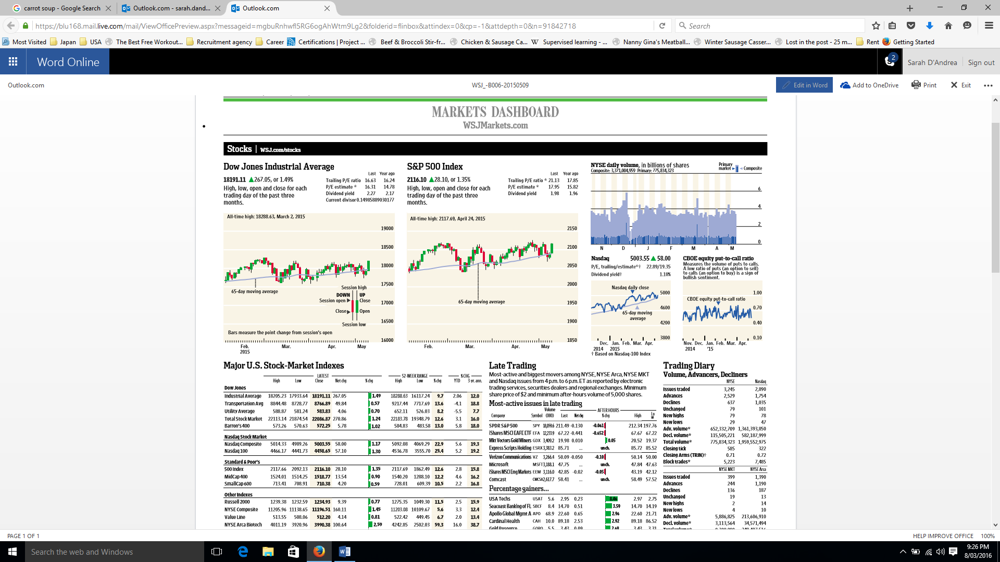 carrot soup - Google Search
Outlook.com - sarah.dand...
Outlook.com
https://blu168.mail.live.com/mail/ViewOfficePreview.aspx?messageid=mgbuRnhwfl5RG6ogAhWtm9Lg2&folderid=flinbox&attindex=0&cp=-1&attdepth=0&n=91842718
Search
Most Visited Japan USA The Best Free Workout... Recruitment agency Career Certifications | Project ... Beef & Broccoli Stir-fr... Chicken & Sausage Ca... Supervised learning - ... Nanny Gina's Meatball... Winter Sausage Casser... Lost in the post - 25 m... Rent Getting Started
Word Online
2
Sarah D'Andrea Sign out
Outlook.com
WSJ_-B006-20150509
Edit in Word Add to OneDrive Print Exit
MARKETS DASHBOARD
WSJMarkets.com
Stocks | WSJ.com/stocks
Dow Jones Industrial Average
Last Year ago
18191.11 ▲267.05, or 1.49%
High, low, open and close for each
trading day of the past three
months.
Trailing P/E ratio 16.63 16.24
P/E estimate * 16.31 14.78
Dividend yield 2.27 2.17
Current divisor 0.14985889030177
All-time high: 18288.63, March 2, 2015
19000
18500
18000
17500
17000
16500
16000
65-day moving average
Session high
DOWN UP
Session open Close
Close Open
Session low
Bars measure the point change from session's open
Feb. Mar. Apr. May
2015
S&P 500 Index
Last Year ago
2116.10 ▲28.10, or 1.35%
High, low, open and close for each
trading day of the past three
months.
Trailing P/E ratio * 21.13 17.85
P/E estimate * 17.95 15.82
Dividend yield 1.98 1.96
All-time high: 2117.69, April 24, 2015
2150
2100
2050
2000
1950
1900
1850
65-day moving average
Feb. Mar. Apr. May
NYSE daily volume, in billions of shares
Composite: 3,371,004,959 Primary: 775,834,323
Primary
market Composite
6
4
2
0
N D J F M A M
Nasdaq 5003.55 ▲ 58.00
P/E, trailing/estimate*† 22.89/19.35
Dividend yield† 1.18%
Nasdaq daily close
5000
4600
4200
3800
65-day moving
average
Dec. Jan. Feb. Mar. Apr.
2014 2015
† Based on Nasdaq-100 Index
CBOE equity put-to-call ratio
Measures the volume of puts to calls.
A low ratio of puts (an option to sell)
to calls (an option to buy) is a sign of
bullish sentiment.
CBOE equity put-to-call ratio
1.00
0.70
0.40
0.10
Nov. Dec. Jan. Feb. Mar. Apr.
2014 '15
Major U.S. Stock-Market Indexes
LATEST 52-WEEK RANGE % CHG
High Low Close Net chg % chg High Low % chg YTD 3-yr. ann.
Dow Jones
Industrial Average 18205.23 17933.64 18191.11 267.05 1.49 18288.63 16117.24 9.7 2.06 12.0
Transportation Avg 8844.48 8728.77 8766.89 49.84 0.57 9217.44 7717.69 13.6 -4.1 18.8
Utility Average 588.87 581.24 583.83 4.06 0.70 652.11 526.03 8.2 -5.5 7.7
Total Stock Market 22113.14 21874.54 22086.87 270.86 1.24 22183.78 19348.79 12.6 3.1 16.0
Barron's 400 573.26 570.63 572.25 5.78 1.02 584.83 483.58 13.0 5.8 18.0
Nasdaq Stock Market
Nasdaq Composite 5014.33 4989.26 5003.55 58.00 1.17 5092.08 4069.29 22.9 5.6 19.3
Nasdaq 100 4466.17 4441.73 4458.65 57.10 1.30 4536.78 3555.70 25.4 5.2 19.2
Standard & Poor's
500 Index 2117.66 2092.13 2116.10 28.10 1.35 2117.69 1862.49 12.6 2.8 15.8
MidCap 400 1524.01 1514.25 1518.77 13.54 0.90 1540.20 1288.10 12.2 4.6 16.2
SmallCap 600 713.41 708.91 710.38 4.20 0.59 728.01 609.39 10.5 2.2 16.8
Other Indexes
Russell 2000 1239.38 1232.59 1234.93 9.39 0.77 1275.35 1049.30 11.5 2.5 15.9
NYSE Composite 11205.96 11138.65 11196.51 160.11 1.45 11203.08 10109.67 5.6 3.3 12.4
Value Line 513.55 508.06 512.20 4.14 0.81 522.42 449.45 6.7 2.0 13.4
NYSE Arca Biotech 4011.19 3920.96 3990.38 100.64 2.59 4242.85 2502.03 59.3 16.0 38.7
Late Trading
Most-active and biggest movers among NYSE, NYSE Arca, NYSE MKT
and Nasdaq issues from 4 p.m. to 6 p.m. ET as reported by electronic
trading services, securities dealers and regional exchanges. Minimum
share price of $2 and minimum after-hours volume of 5,000 shares.
Most-active issues in late trading
Volume AFTER HOURS
Company Symbol (000) Last Net chg % chg High Low
SPDR S&P 500 SPY 18,059.6 211.49 -0.130 -0.061 212.34 197.76
iShares MSCI EAFE ETF EFA 12,233.9 67.22 -0.441 -0.652 67.67 67.22
Mkt Vectors Gold Miners GDX 3,409.2 19.98 0.010 0.05 20.52 19.37
Express Scripts Holding ESRX 3,383.2 85.71 ... unch. 85.72 85.52
Verizon Communications VZ 3,266.4 50.09 -0.050 -0.10 50.14 50.00
Microsoft MSFT 3,188.1 47.75 ... unch. 47.84 47.63
iShares MSCI Emg Markets EEM 3,116.0 42.85 -0.02 -0.05 43.19 42.12
Comcast CMCSA 2,617.7 58.41 ... unch. 58.49 57.52
Percentage gainers...
USA Techs USAT 5.6 2.95 0.23 8.46 2.97 2.75
Seacoast Banking of FL SBCF 8.4 14.70 0.51 3.59 14.70 14.19
Apollo Global Mgmt A APO 68.9 22.60 0.65 2.96 22.60 21.71
Cardinal Health CAH 10.0 89.18 2.53 2.92 89.18 86.52
Gold Resource GORO 5.5 3.43 0.09 2.69 3.43 3.31
Trading Diary
Volume, Advancers, Decliners
NYSE Nasdaq
Issues traded 3,245 2,890
Advances 2,529 1,754
Declines 637 1,035
Unchanged 79 101
New highs 79 78
New lows 29 47
Adv. volume* 652,332,709 1,361,393,850
Decl. volume* 115,505,221 582,187,999
Total volume* 775,834,323 1,959,552,975
Closing tick 585 322
Closing Arms (TRIN)† 0.71 0.72
Block trades* 5,223 7,485
NYSE MKT NYSE Arca
Issues traded 399 1,390
Advances 244 1,190
Declines 136 187
Unchanged 19 13
New highs 2 14
New lows 4 10
Adv. volume* 5,886,825 213,606,910
Decl. volume* 3,113,564 34,571,494
PAGE 1 OF 1
HELP IMPROVE OFFICE 100%
Search the web and Windows
9:26 PM
8/03/2016